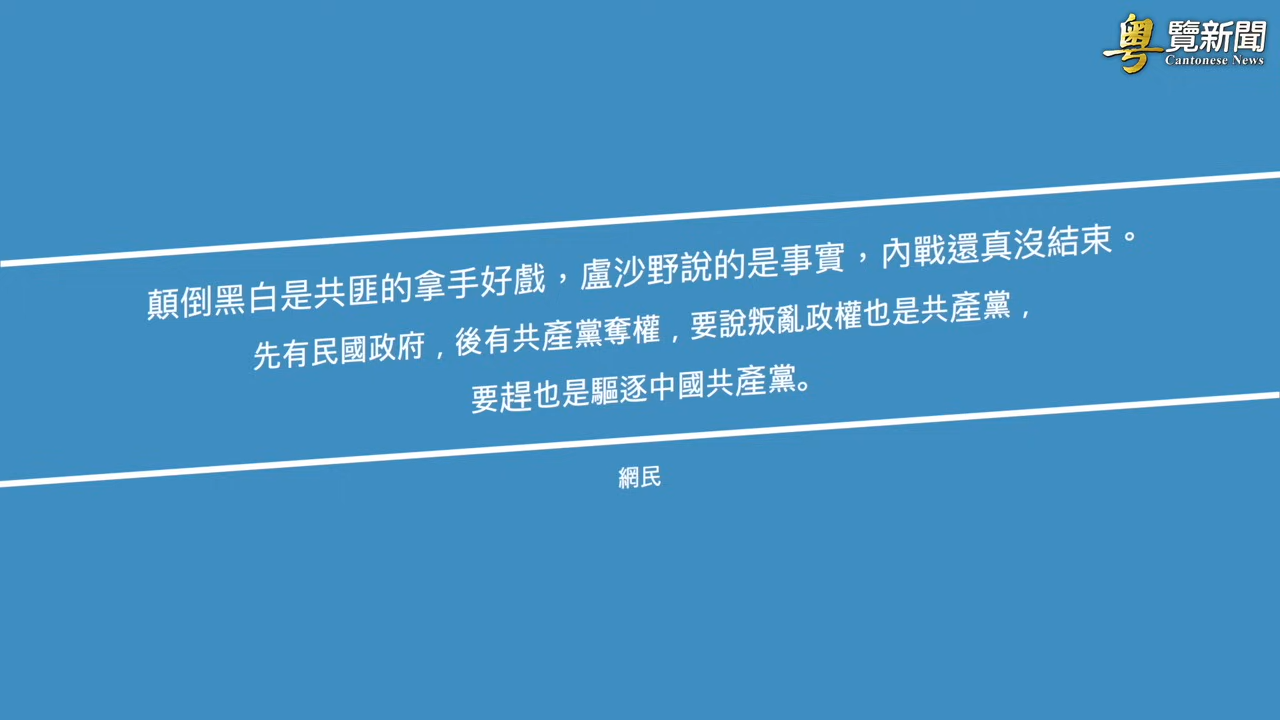 粵覽新聞
Cantonese News
顛倒黑白是共匪的拿手好戲，盧沙野說的是事實，內戰還真沒結束。
先有民國政府，後有共產黨奪權，要說叛亂政權也是共產黨，
要趕也是驅逐中國共產黨。
網民